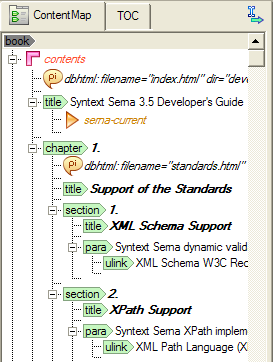 ContentMap TOC
book
contents
pi dbhtml: filename="index.html" dir="dev
title Syntext Serna 3.5 Developer's Guide
serna-current
chapter 1.
pi dbhtml: filename="standards.html"
title Support of the Standards
section 1.
title XML Schema Support
para Syntext Serna dynamic valid
ulink XML Schema W3C Rec
section 2.
title XPath Support
para Syntext Serna XPath implem
ulink XML Path Language (X